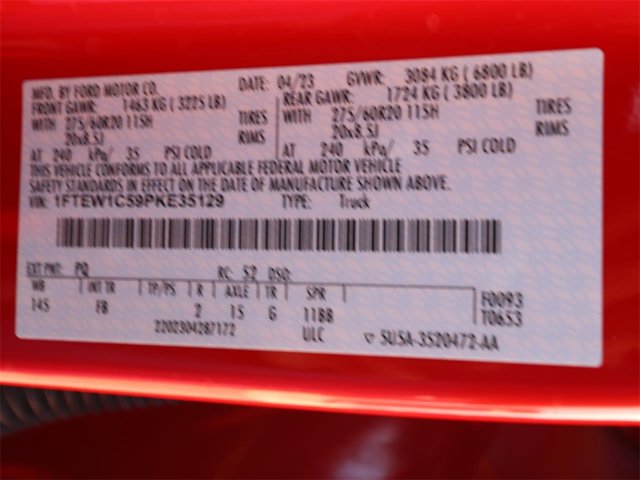 MFD. BY FORD MOTOR CO. DATE: 04/23 GVWR: 3084 KG ( 6800 LB)
FRONT GAWR: 1463 KG ( 3225 LB) REAR GAWR: 1724 KG ( 3800 LB)
WITH 275/60R20 115H TIRES WITH 275/60R20 115H TIRES
20x8.5J RIMS 20x8.5J RIMS
AT 240 kPa/ 35 PSI COLD AT 240 kPa/ 35 PSI COLD
THIS VEHICLE CONFORMS TO ALL APPLICABLE FEDERAL MOTOR VEHICLE
SAFETY STANDARDS IN EFFECT ON THE DATE OF MANUFACTURE SHOWN ABOVE.
VIN: 1FTEW1C59PKE35129 TYPE: Truck
EXT PNT: PQ RC: 52 DSO:
WB INT TR TP/PS R AXLE TR SPR F0093
145 FB 2 15 G 11BB T0653
2202304287172 ULC ▽ 5U5A-3520472-AA